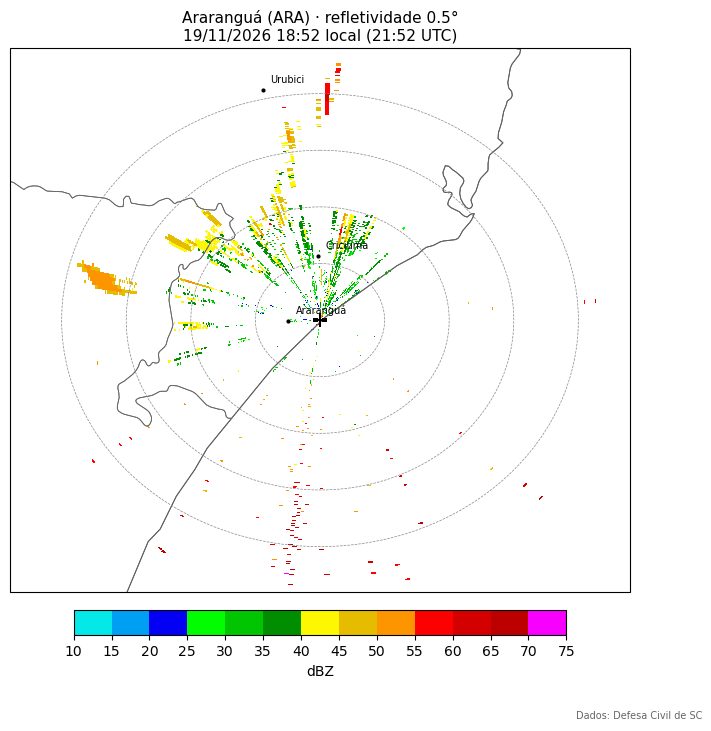 Araranguá (ARA) · refletividade 0.5°
19/11/2026 18:52 local (21:52 UTC)
Urubici
Criciúma
Araranguá
10 15 20 25 30 35 40 45 50 55 60 65 70 75
dBZ
Dados: Defesa Civil de SC